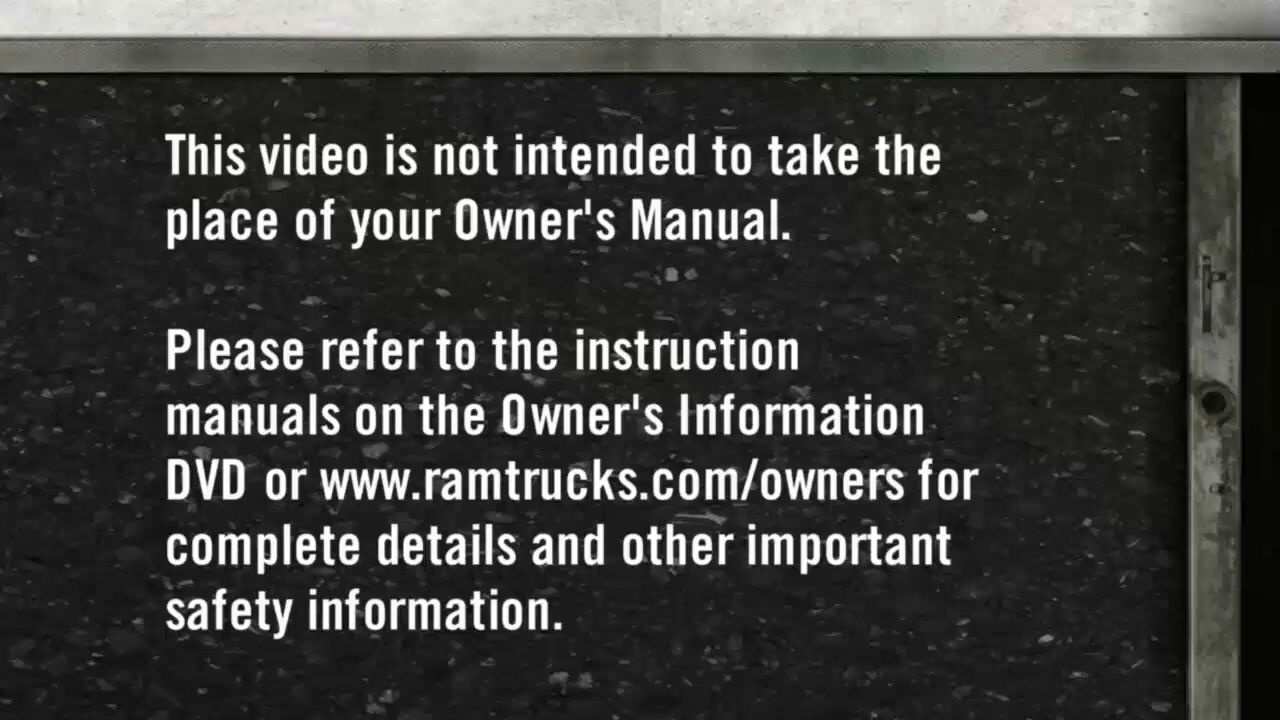 This video is not intended to take the
place of your Owner's Manual.
Please refer to the instruction
manuals on the Owner's Information
DVD or www.ramtrucks.com/owners for
complete details and other important
safety information.